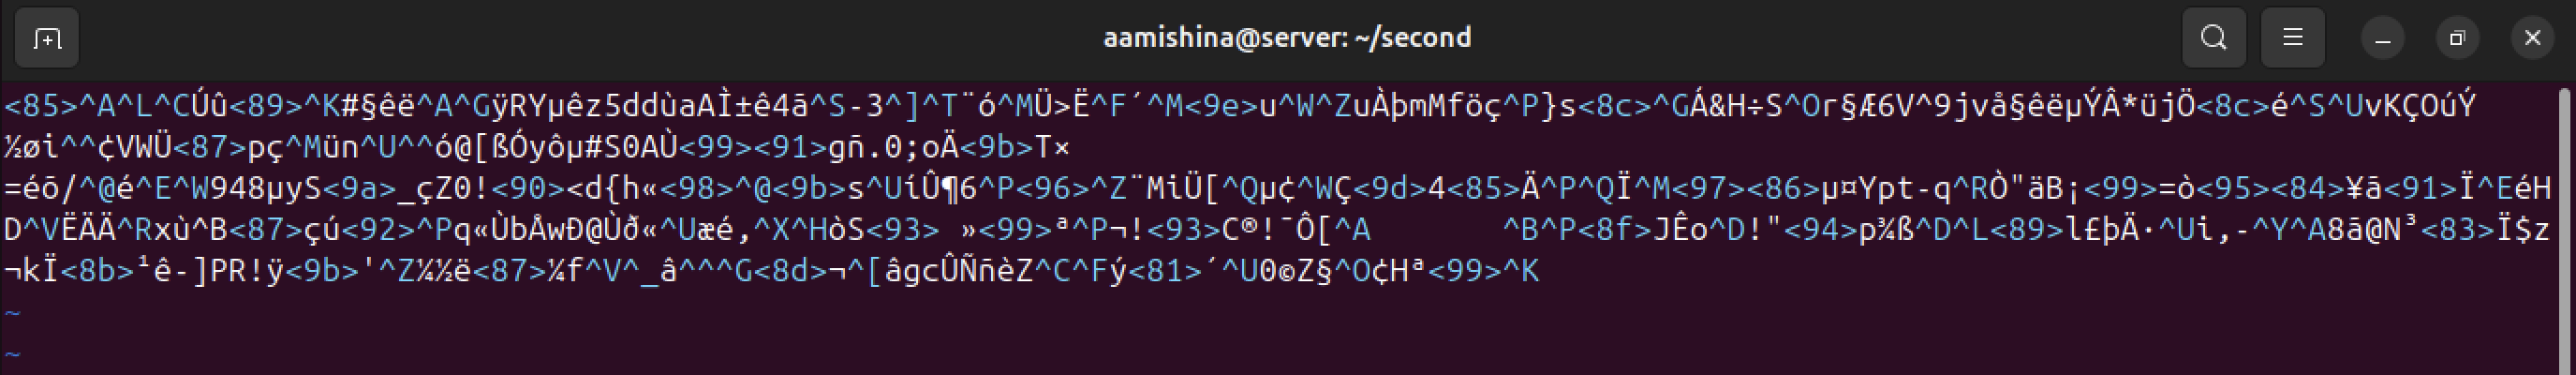 aamishina@server: ~/second
<85>^A^L^CÚû<89>^K#§êë^A^GÿRYµêz5ddùaAÌ±ê4ã^S-3^]^T¨ó^MÜ>Ë^F´^M<9e>u^W^ZuÀþmMföç^P}s<8c>^GÁ&H÷S^Or§Æ6V^9jvå§êëµÝÂ*üjÖ<8c>é^S^UvKÇOúÝ
½øi^^¢VWÜ<87>pç^Mün^U^^ó@[ßÓyôµ#S0AÙ<99><91>gñ.0;oÄ<9b>T×
=éõ/^@é^E^W948µyS<9a>_çZ0!<90><d{h«<98>^@<9b>s^UíÛ¶6^P<96>^Z¨MiÜ[^Qµ¢^WÇ<9d>4<85>Ä^P^QÏ^M<97><86>µ¤Ypt-q^RÒ"äB¡<99>=ò<95><84>¥ã<91>Ï^EéH
D^VËÄÄ^Rxù^B<87>çú<92>^Pq«ÙbÅwÐ@Ùð«^Uæé,^X^HòS<93> »<99>ª^P¬!<93>C®!¯Ô[^A ^B^P<8f>JÊo^D!"<94>p¾ß^D^L<89>l£þÄ·^Ui,-^Y^A8ã@N³<83>Ï$z
¬kÏ<8b>¹ê-]PR!ÿ<9b>'^Z¼½ë<87>¼f^V^_â^^^G<8d>¬^[âgcÛÑñèZ^C^Fý<81>´^U0©Z§^O¢Hª<99>^K
~
~